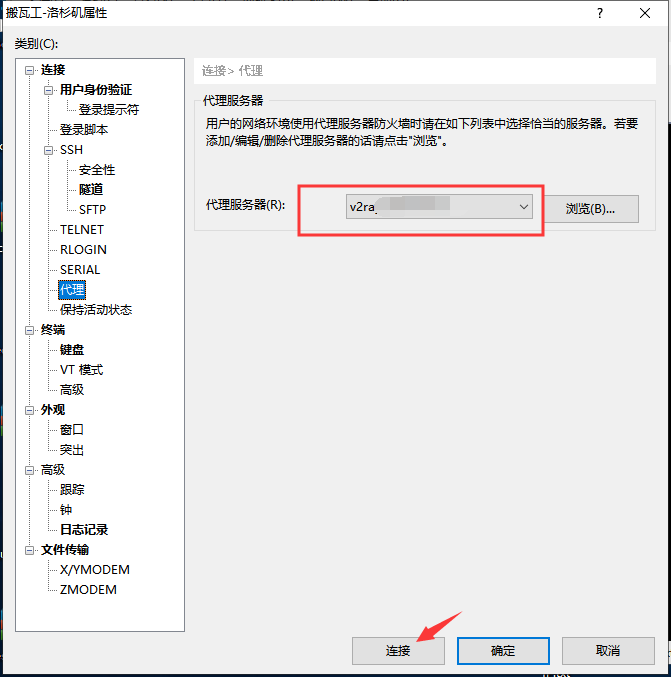 搬瓦工-洛杉矶属性
?
类别(C):
连接
用户身份验证
登录提示符
登录脚本
SSH
安全性
隧道
SFTP
TELNET
RLOGIN
SERIAL
代理
保持活动状态
终端
键盘
VT 模式
高级
外观
窗口
突出
高级
跟踪
钟
日志记录
文件传输
X/YMODEM
ZMODEM
连接> 代理
代理服务器
用户的网络环境使用代理服务器防火墙时请在如下列表中选择恰当的服务器。若要
添加/编辑/删除代理服务器的话请点击"浏览"。
代理服务器(R):
浏览(B)...
连接
确定
取消